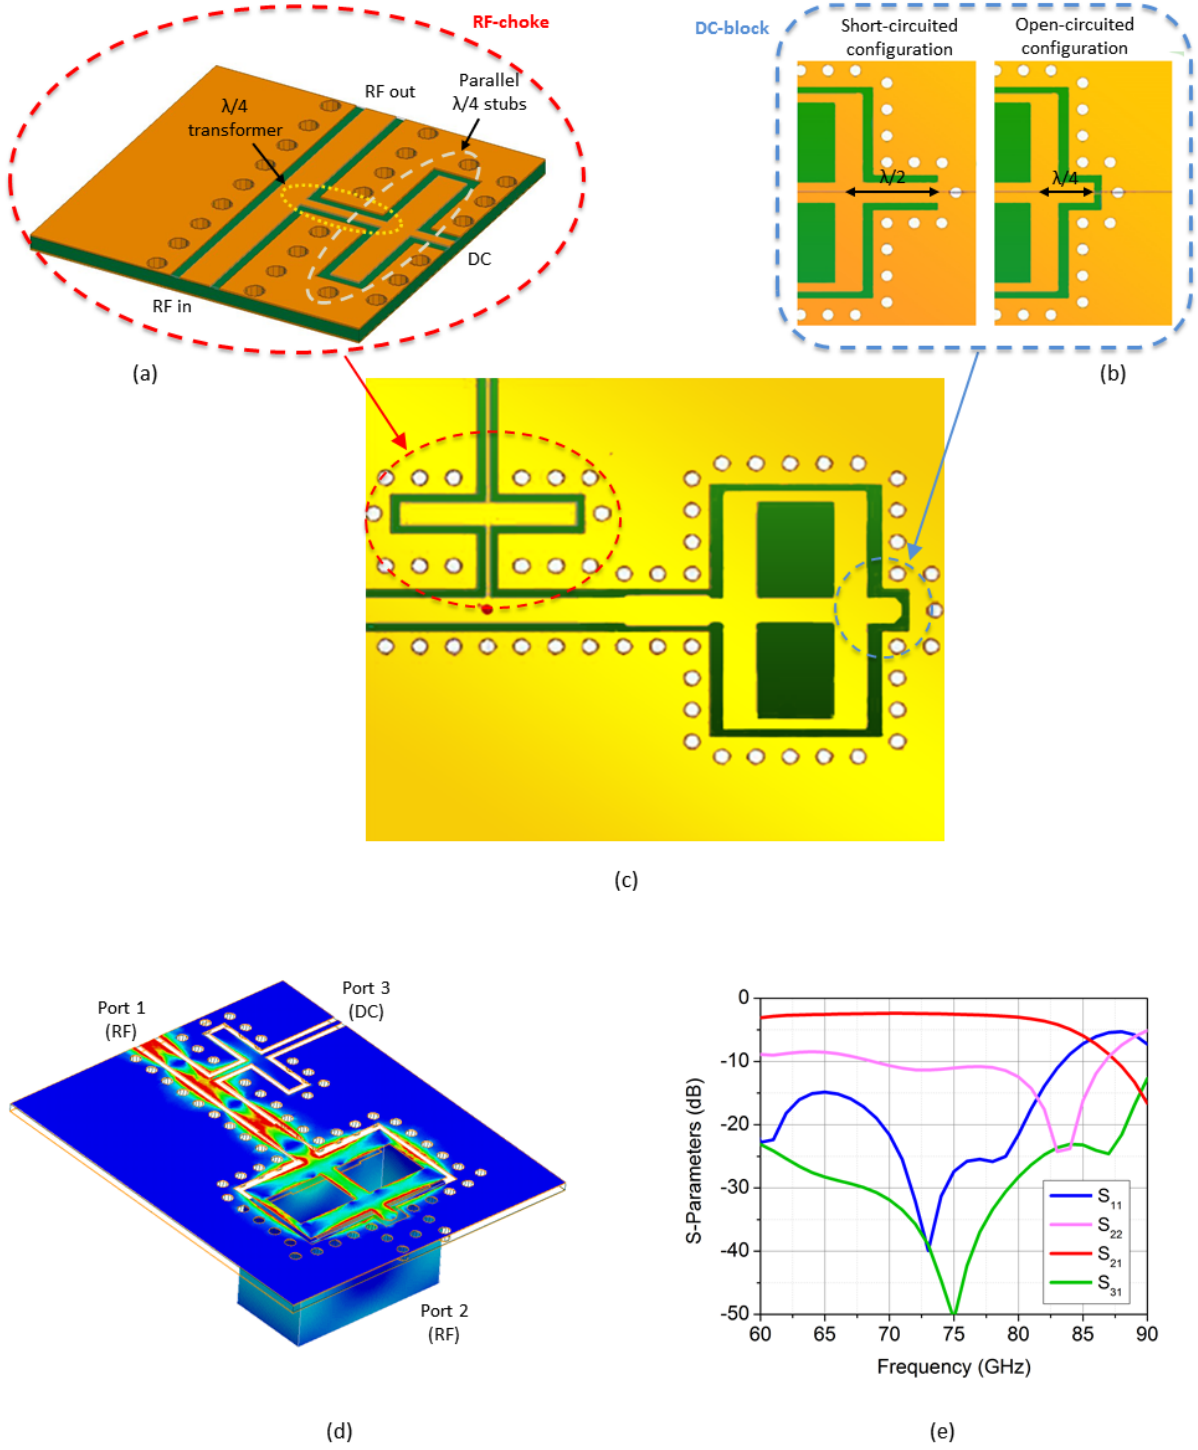 RF-choke
λ/4
transformer
RF out
Parallel
λ/4 stubs
DC
RF in
(a)
DC-block
Short-circuited
configuration
Open-circuited
configuration
λ/2
λ/4
(b)
(c)
Port 1
(RF)
Port 3
(DC)
Port 2
(RF)
(d)
S-Parameters (dB)
0
-10
-20
-30
-40
-50
S11
S22
S21
S31
60 65 70 75 80 85 90
Frequency (GHz)
(e)